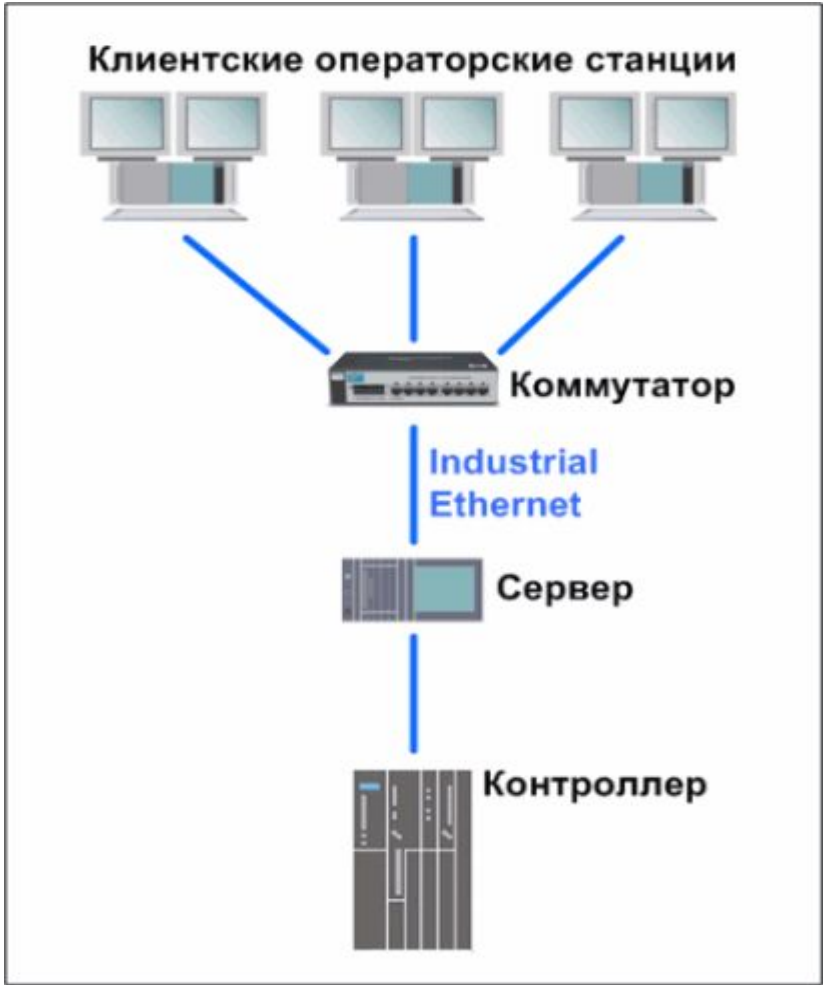 Клиентские операторские станции
Коммутатор
Industrial
Ethernet
Сервер
Контроллер